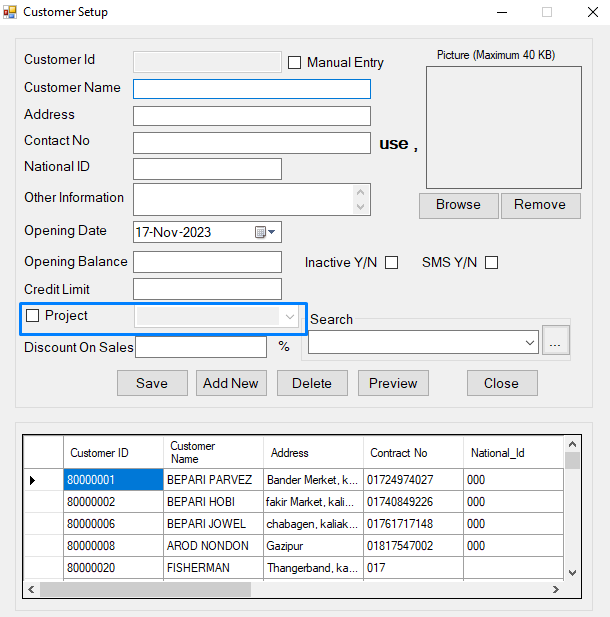 Customer Setup
Customer Id
Manual Entry
Picture (Maximum 40 KB)
Customer Name
Address
Contact No
use ,
National ID
Other Information
Browse
Remove
Opening Date
17-Nov-2023
Opening Balance
Inactive Y/N
SMS Y/N
Credit Limit
Project
Search
Discount On Sales
%
...
Save
Add New
Delete
Preview
Close
Customer ID
Customer
Name
Address
Contract No
National_Id
80000001 BEPARI PARVEZ Bander Merket, k... 01724974027 000
80000002 BEPARI HOBI fakir Market, kali... 01740849226 000
80000006 BEPARI JOWEL chabagen, kaliak... 01761717148 000
80000008 AROD NONDON Gazipur 01817547002 000
80000020 FISHERMAN Thangerband, ka... 017